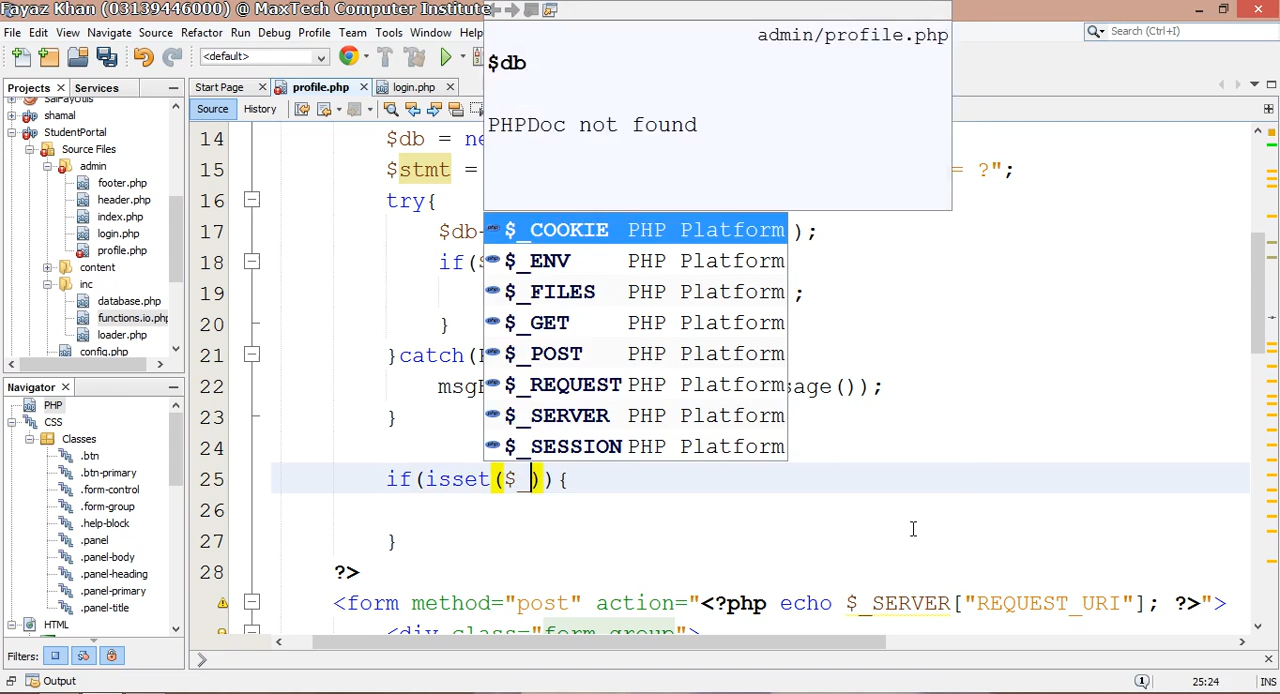 Fayaz Khan (03139446000) @ MaxTech Computer Institute
File Edit View Navigate Source Refactor Run Debug Profile Team Tools Window Help
Search (Ctrl+I)
<default>
admin/profile.php
$db
PHPDoc not found
Projects
Services
Start Page
profile.php
login.php
Source
History
shamal
StudentPortal
Source Files
admin
footer.php
header.php
index.php
login.php
profile.php
content
inc
database.php
functions.io.php
loader.php
config.php
Navigator
PHP
CSS
Classes
.btn
.btn-primary
.form-control
.form-group
.help-block
.panel
.panel-body
.panel-heading
.panel-primary
.panel-title
HTML
Filters:
14 $db = ne
15 $stmt = = ?";
16 try{
17 $db- );
18 if($
19 ;
20 }
21 }catch(
22 msg sage());
23 }
24
25 if(isset($_)){
26
27 }
28 ?>
<form method="post" action="<?php echo $_SERVER["REQUEST_URI"]; ?>">
<div class="form-group">
$_COOKIE PHP Platform
$_ENV PHP Platform
$_FILES PHP Platform
$_GET PHP Platform
$_POST PHP Platform
$_REQUEST PHP Platform
$_SERVER PHP Platform
$_SESSION PHP Platform
Output
1
25:24
INS